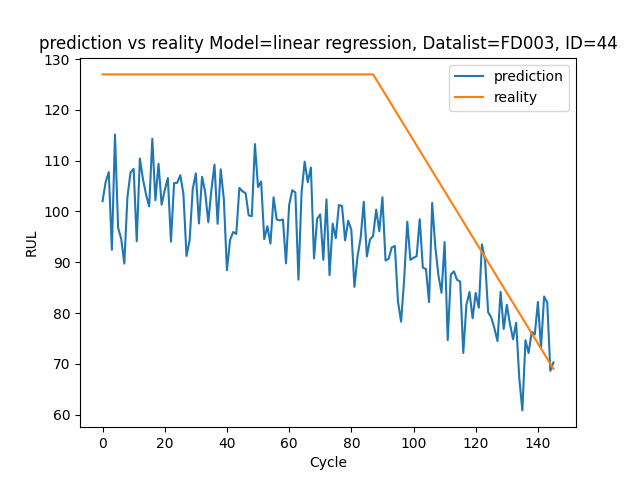 prediction vs reality Model=linear regression, Datalist=FD003, ID=44
130
120
110
100
90
80
70
60
RUL
prediction
reality
0 20 40 60 80 100 120 140
Cycle